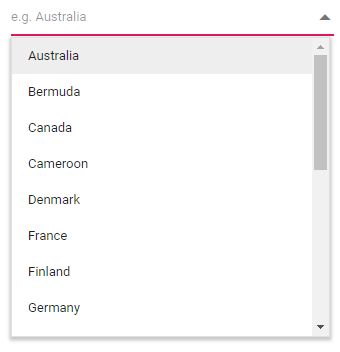 e.g. Australia
Australia
Bermuda
Canada
Cameroon
Denmark
France
Finland
Germany